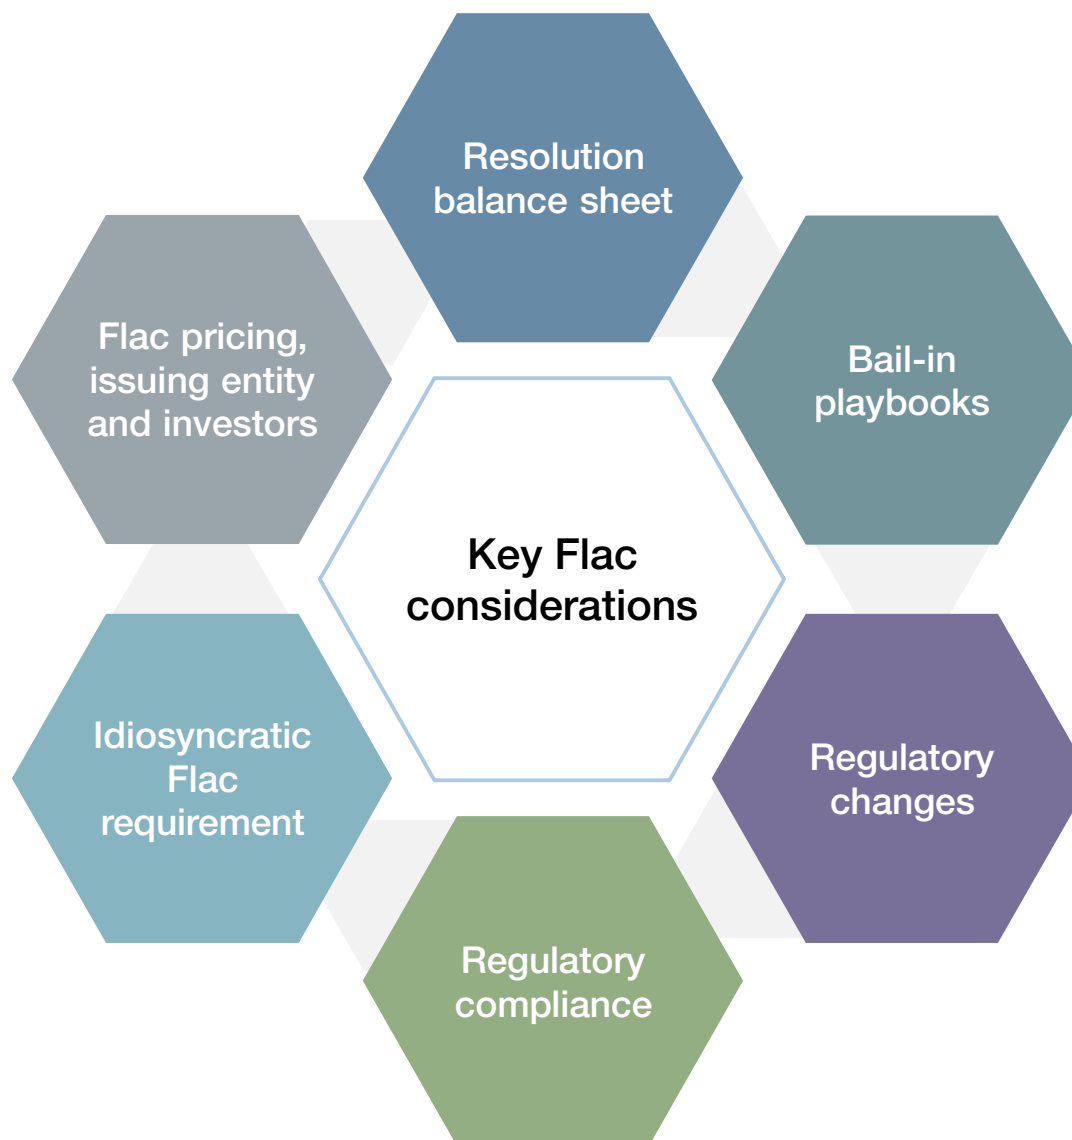 Resolution
balance sheet
Flac pricing,
issuing entity
and investors
Bail-in
playbooks
Key Flac
considerations
Idiosyncratic
Flac
requirement
Regulatory
changes
Regulatory
compliance